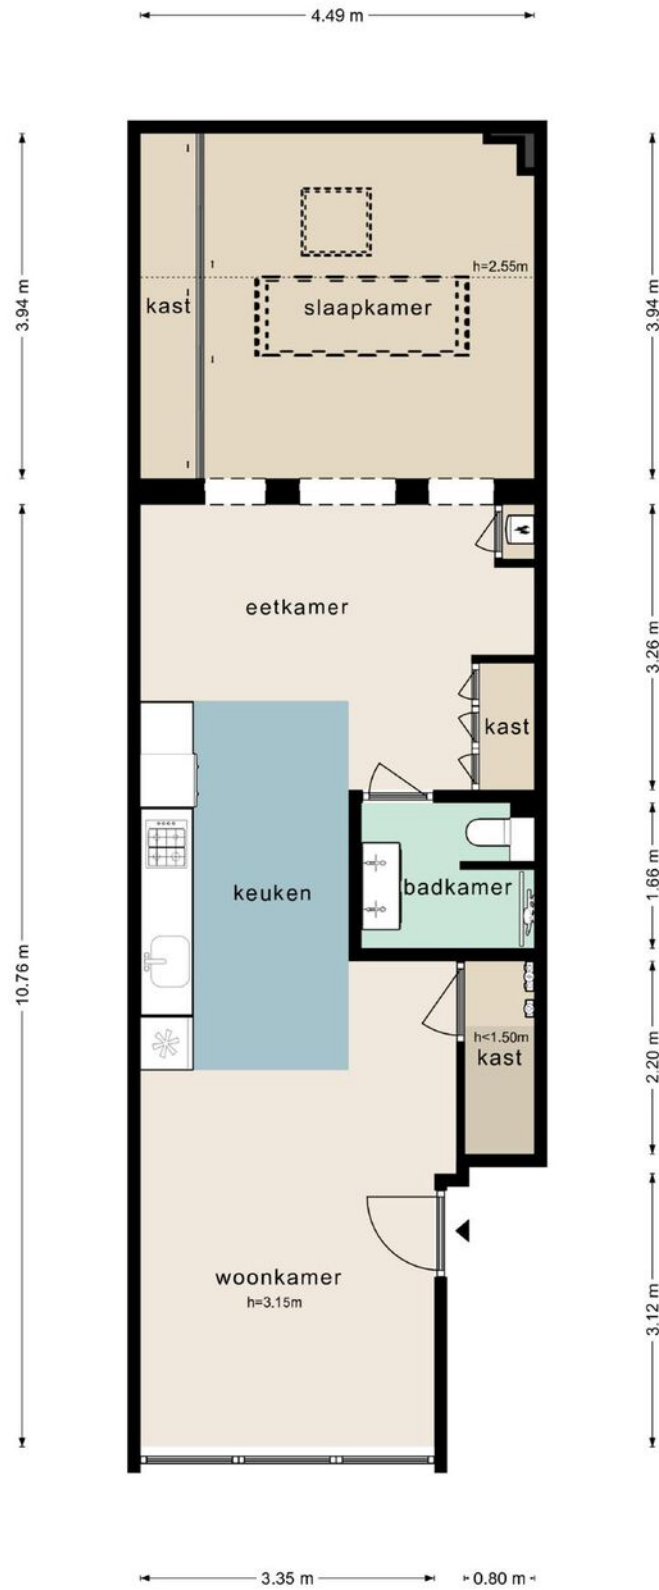 4.49 m
3.94 m
3.94 m
h=2.55m
kast
slaapkamer
eetkamer
3.26 m
kast
keuken
badkamer
1.66 m
10.76 m
h<1.50m
kast
2.20 m
woonkamer
h=3.15m
3.12 m
3.35 m
0.80 m